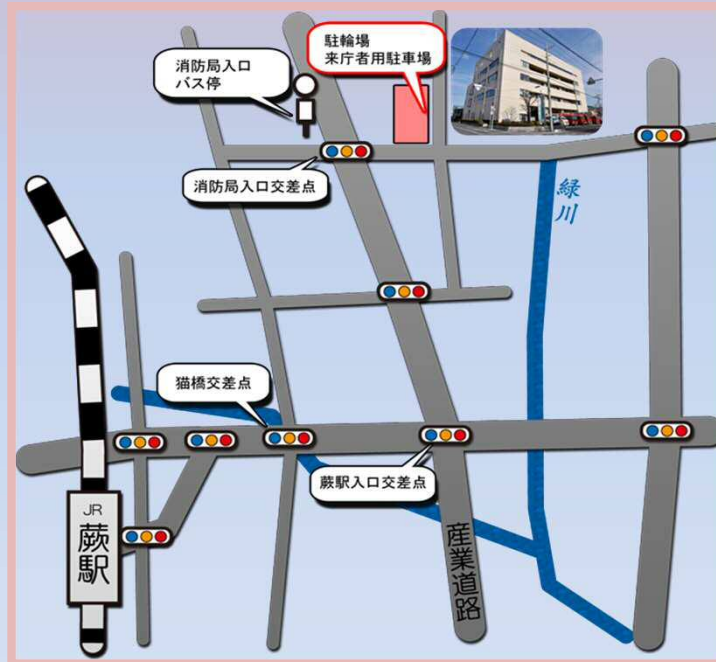 駐輪場
来庁者用駐車場
消防局入口
バス停
消防局入口交差点
緑川
猫橋交差点
蕨駅入口交差点
JR
蕨駅
産業道路